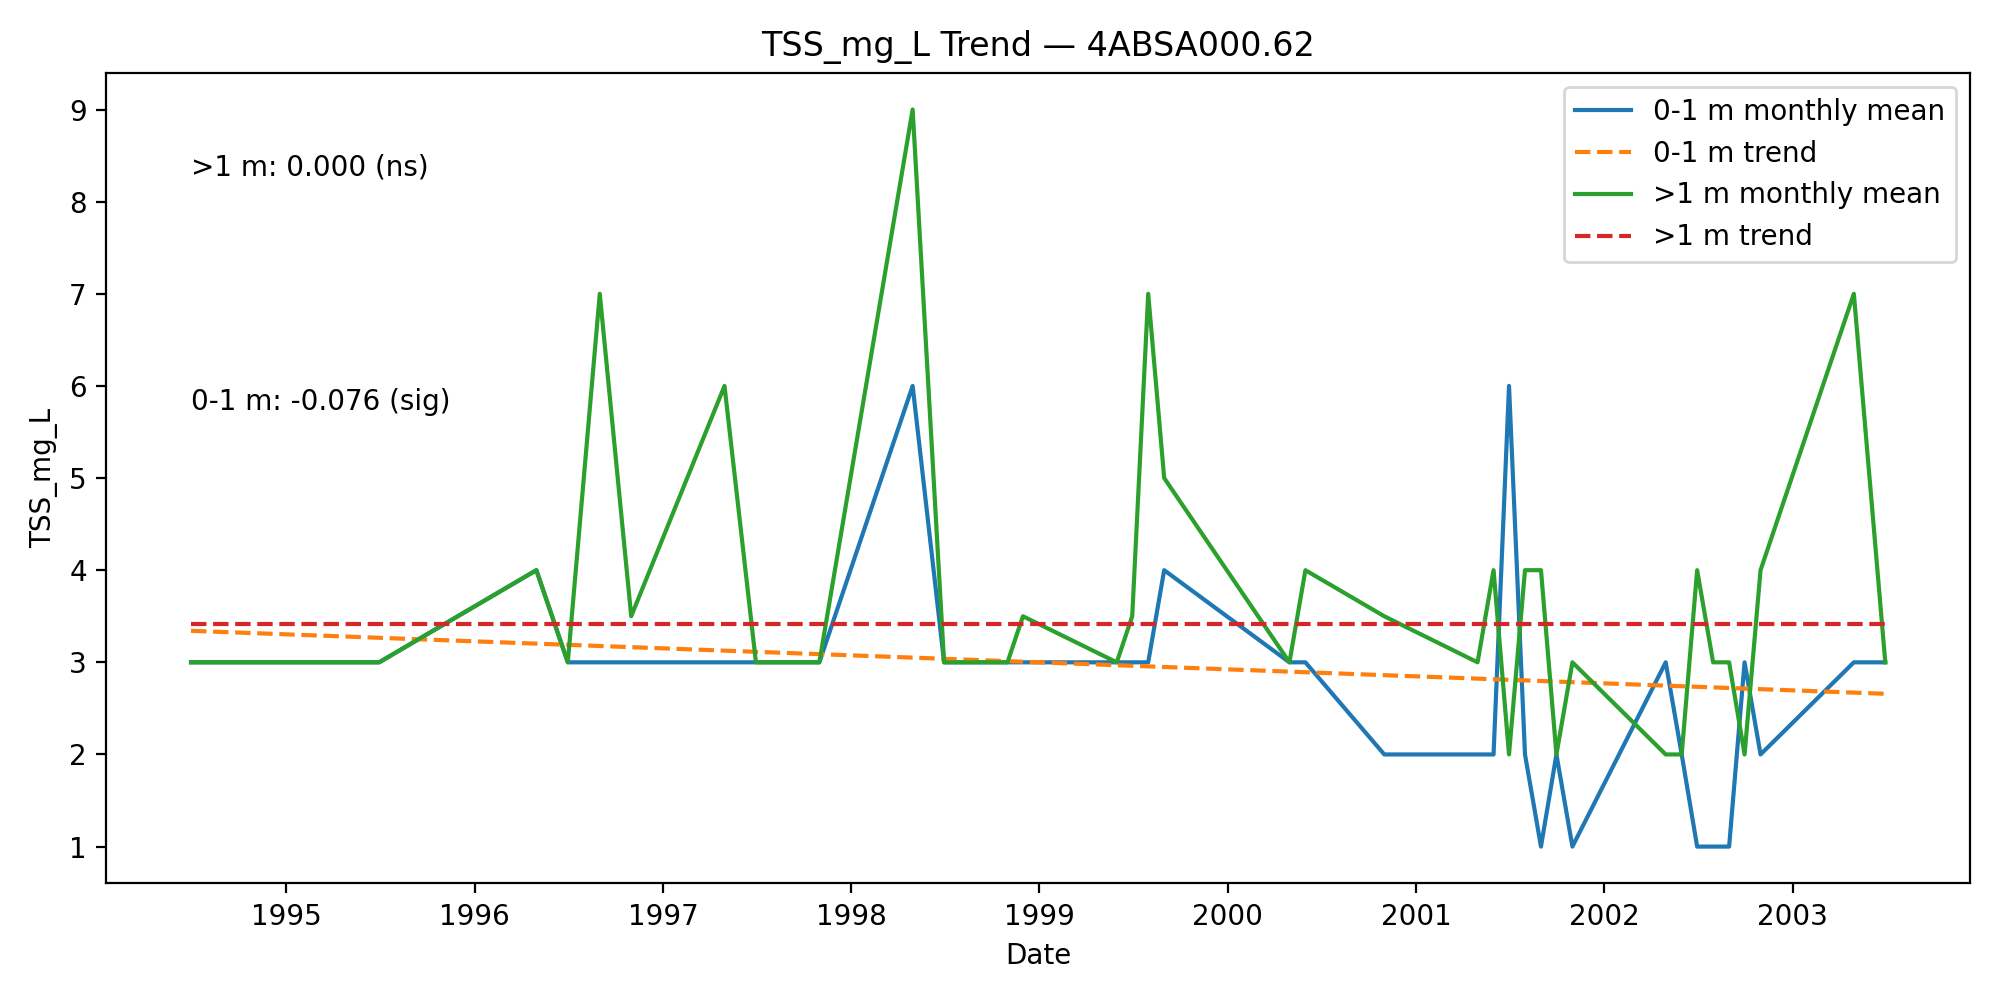 TSS_mg_L Trend — 4ABSA000.62
0-1 m monthly mean
0-1 m trend
>1 m monthly mean
>1 m trend
>1 m: 0.000 (ns)
0-1 m: -0.076 (sig)
TSS_mg_L
9
8
7
6
5
4
3
2
1
1995 1996 1997 1998 1999 2000 2001 2002 2003
Date